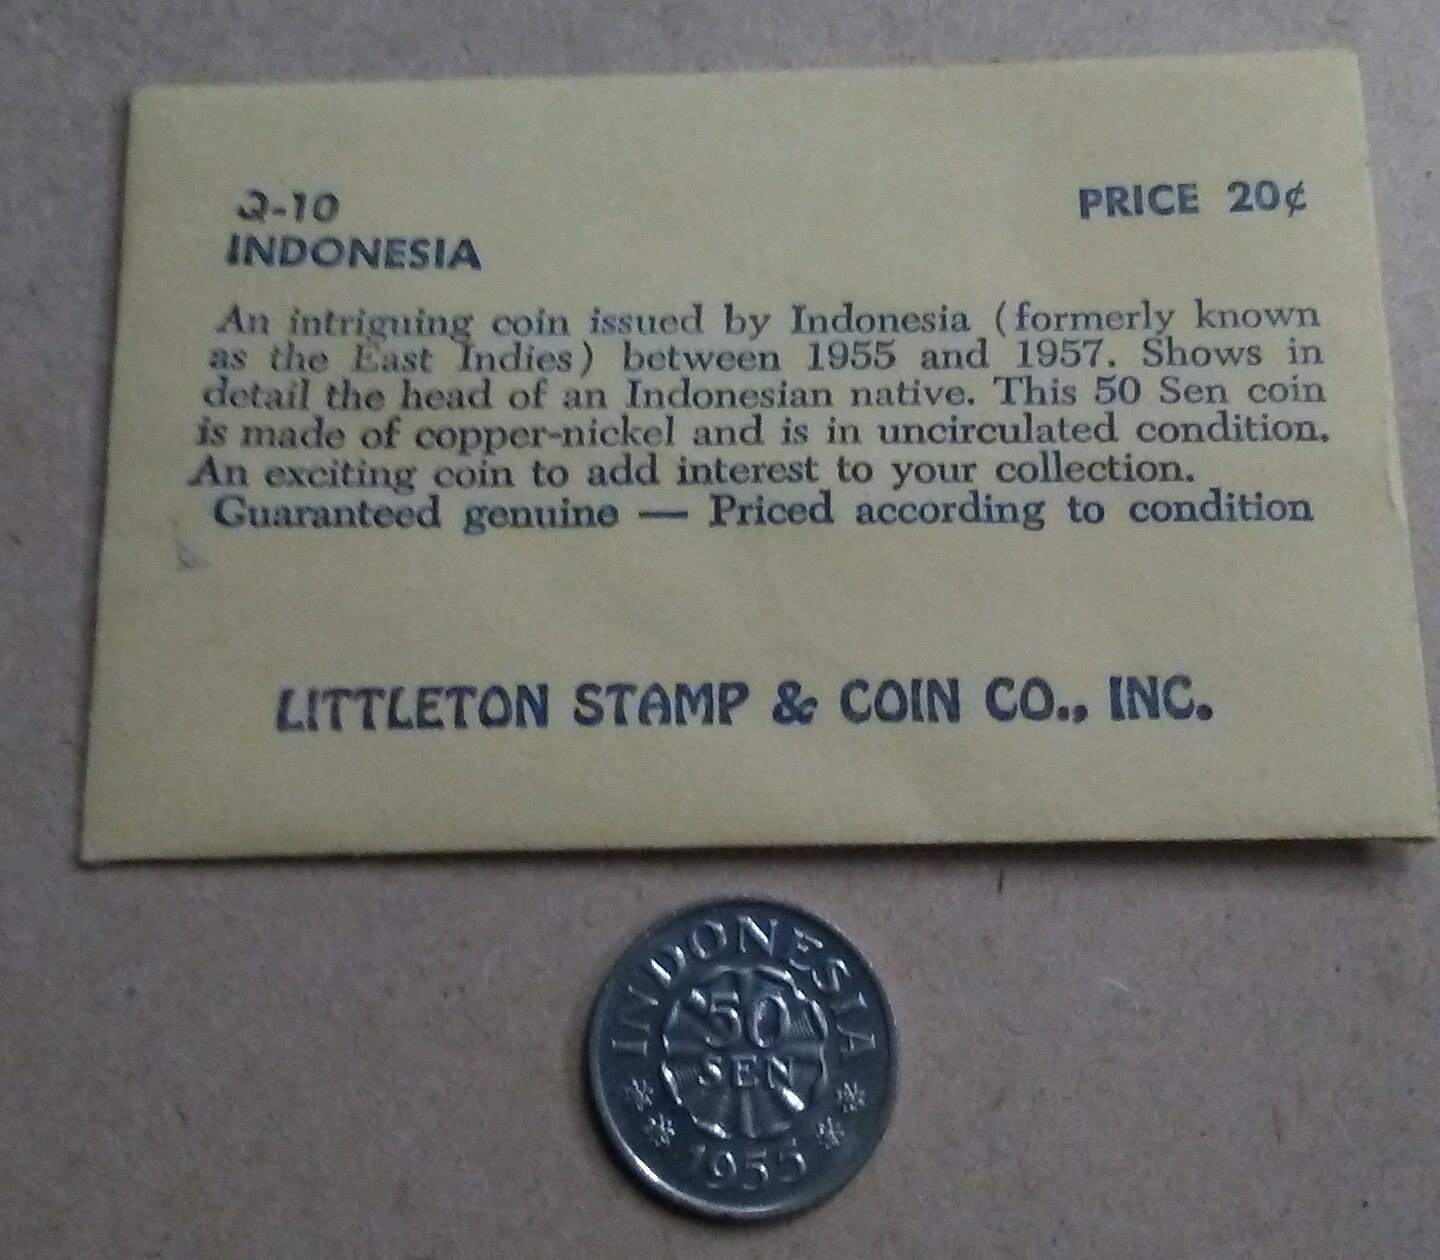 Q-10
PRICE 20¢
INDONESIA
An intriguing coin issued by Indonesia (formerly known
as the East Indies) between 1955 and 1957. Shows in
detail the head of an Indonesian native. This 50 Sen coin
is made of copper-nickel and is in uncirculated condition.
An exciting coin to add interest to your collection.
Guaranteed genuine — Priced according to condition
LITTLETON STAMP & COIN CO., INC.
INDONESIA
50
SEN
1955